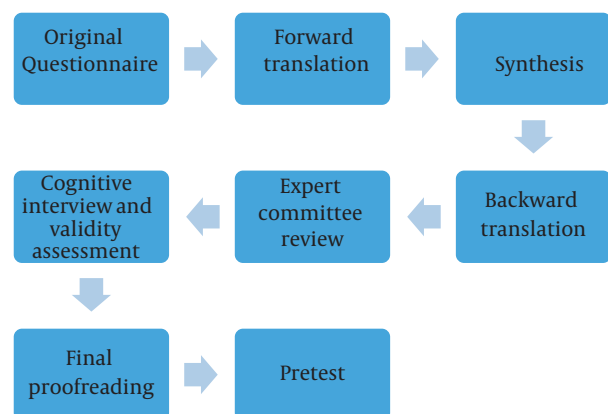 Original
Questionnaire
Forward
translation
Synthesis
Backward
translation
Expert
committee
review
Cognitive
interview and
validity
assessment
Final
proofreading
Pretest